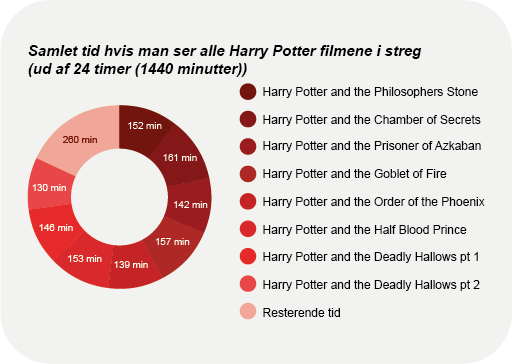 Samlet tid hvis man ser alle Harry Potter filmene i streg
(ud af 24 timer (1440 minutter))
152 min
161 min
142 min
157 min
139 min
153 min
146 min
130 min
260 min
Harry Potter and the Philosophers Stone
Harry Potter and the Chamber of Secrets
Harry Potter and the Prisoner of Azkaban
Harry Potter and the Goblet of Fire
Harry Potter and the Order of the Phoenix
Harry Potter and the Half Blood Prince
Harry Potter and the Deadly Hallows pt 1
Harry Potter and the Deadly Hallows pt 2
Resterende tid